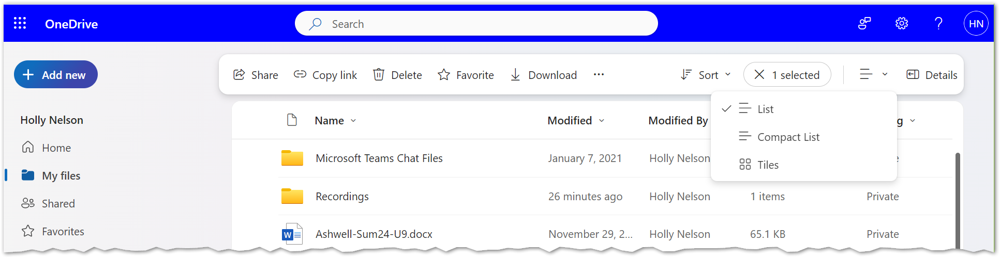 OneDrive
Search
HN
Add new
Share Copy link Delete Favorite Download ··· Sort 1 selected Details
Holly Nelson
Home
My files
Shared
Favorites
Name Modified Modified By g
List
Compact List
Tiles
Microsoft Teams Chat Files January 7, 2021 Holly Nelson e
Recordings 26 minutes ago Holly Nelson 1 items Private
Ashwell-Sum24-U9.docx November 29, 2... Holly Nelson 65.1 KB Private